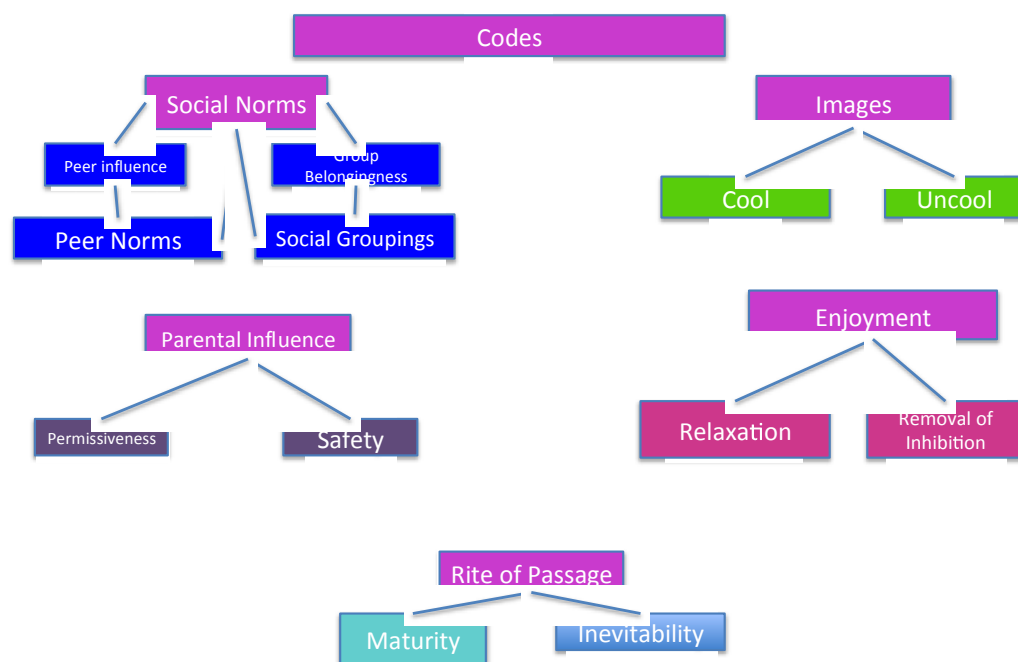 Codes
Social Norms
Images
Peer influence
Group
Belongingness
Cool
Uncool
Peer Norms
Social Groupings
Parental Influence
Enjoyment
Permissiveness
Safety
Relaxation
Removal of
Inhibition
Rite of Passage
Maturity
Inevitability